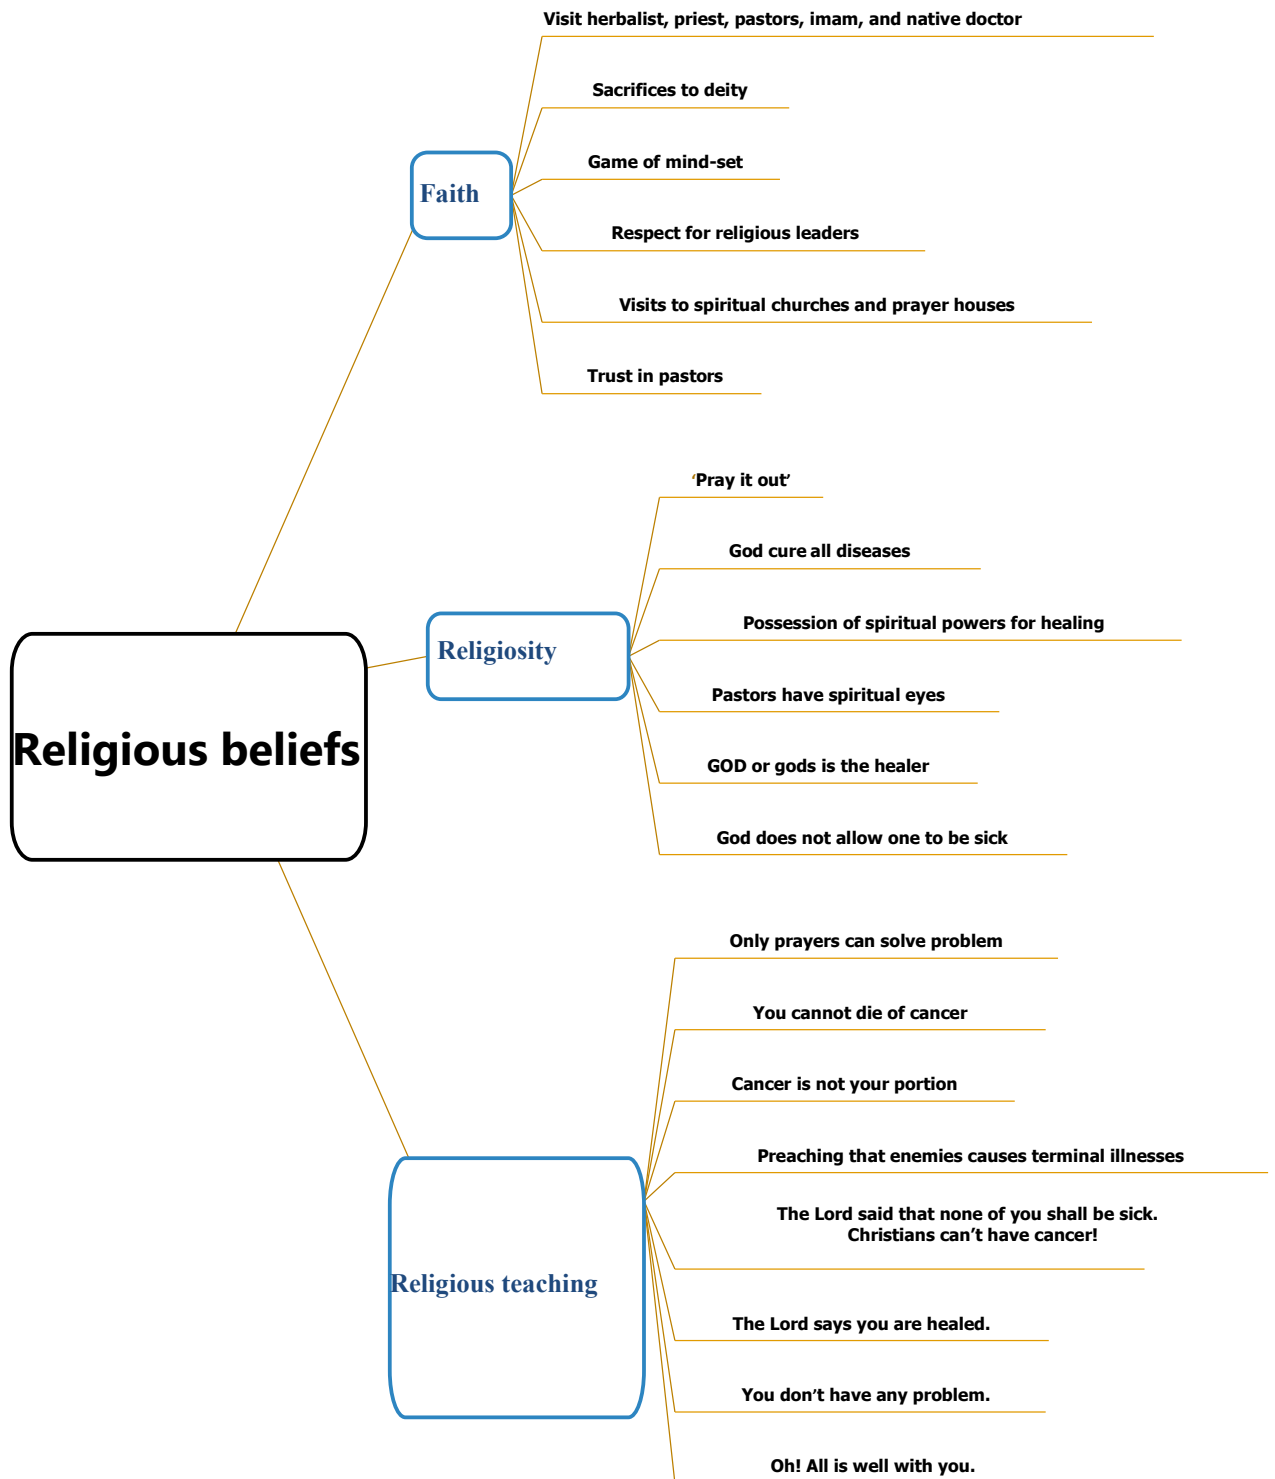 Visit herbalist, priest, pastors, imam, and native doctor
Sacrifices to deity
Game of mind-set
Faith
Respect for religious leaders
Visits to spiritual churches and prayer houses
Trust in pastors
‘Pray it out’
God cure all diseases
Possession of spiritual powers for healing
Religiosity
Pastors have spiritual eyes
Religious beliefs
GOD or gods is the healer
God does not allow one to be sick
Only prayers can solve problem
You cannot die of cancer
Cancer is not your portion
Preaching that enemies causes terminal illnesses
The Lord said that none of you shall be sick.
Christians can’t have cancer!
Religious teaching
The Lord says you are healed.
You don’t have any problem.
Oh! All is well with you.